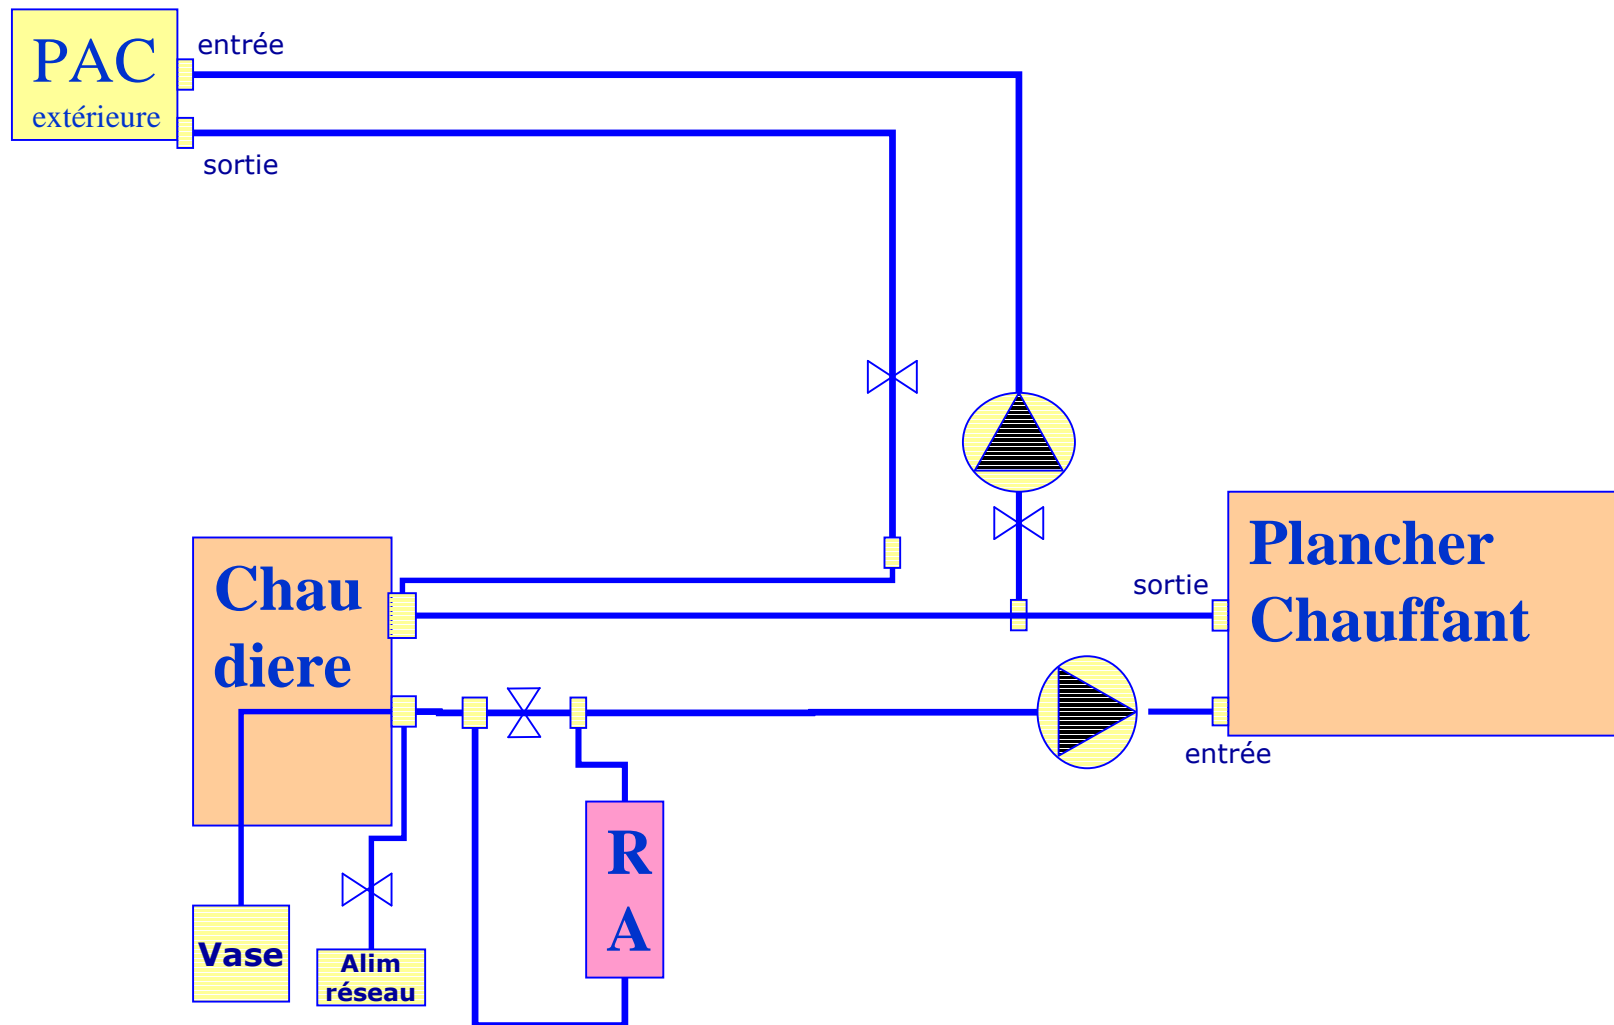 PAC
extérieure
entrée
sortie
Chau
diere
sortie
Plancher
Chauffant
entrée
R
A
Vase
Alim
réseau